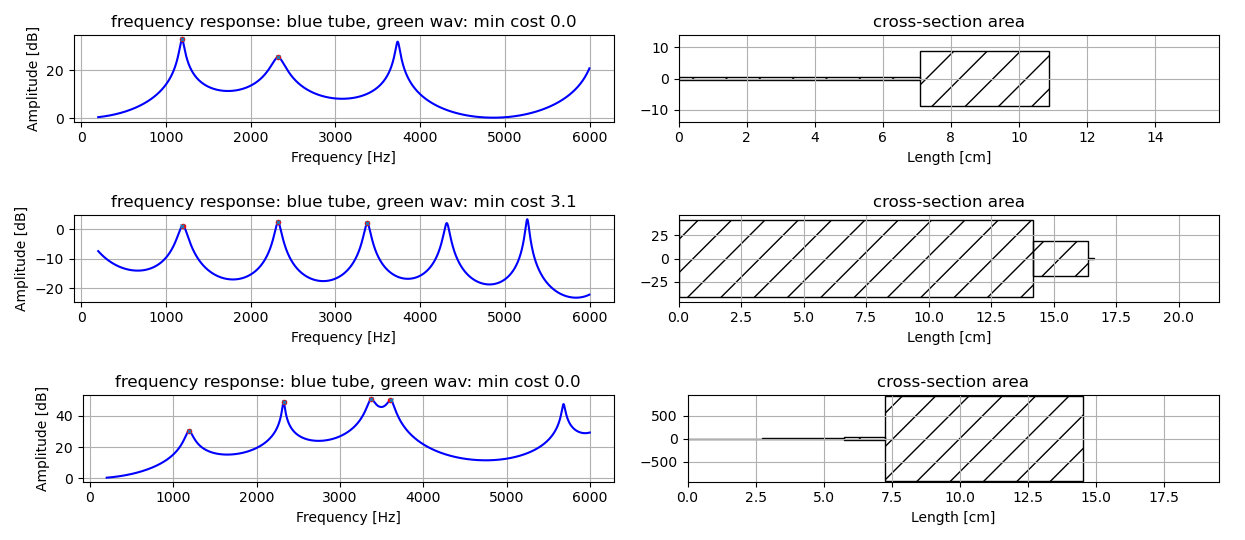 frequency response: blue tube, green wav: min cost 0.0
Amplitude [dB]
20
0
0 1000 2000 3000 4000 5000 6000
Frequency [Hz]
cross-section area
10
0
−10
0 2 4 6 8 10 12 14
Length [cm]
frequency response: blue tube, green wav: min cost 3.1
Amplitude [dB]
0
−10
−20
0 1000 2000 3000 4000 5000 6000
Frequency [Hz]
cross-section area
25
0
−25
0.0 2.5 5.0 7.5 10.0 12.5 15.0 17.5 20.0
Length [cm]
frequency response: blue tube, green wav: min cost 0.0
Amplitude [dB]
40
20
0
0 1000 2000 3000 4000 5000 6000
Frequency [Hz]
cross-section area
500
0
−500
0.0 2.5 5.0 7.5 10.0 12.5 15.0 17.5
Length [cm]